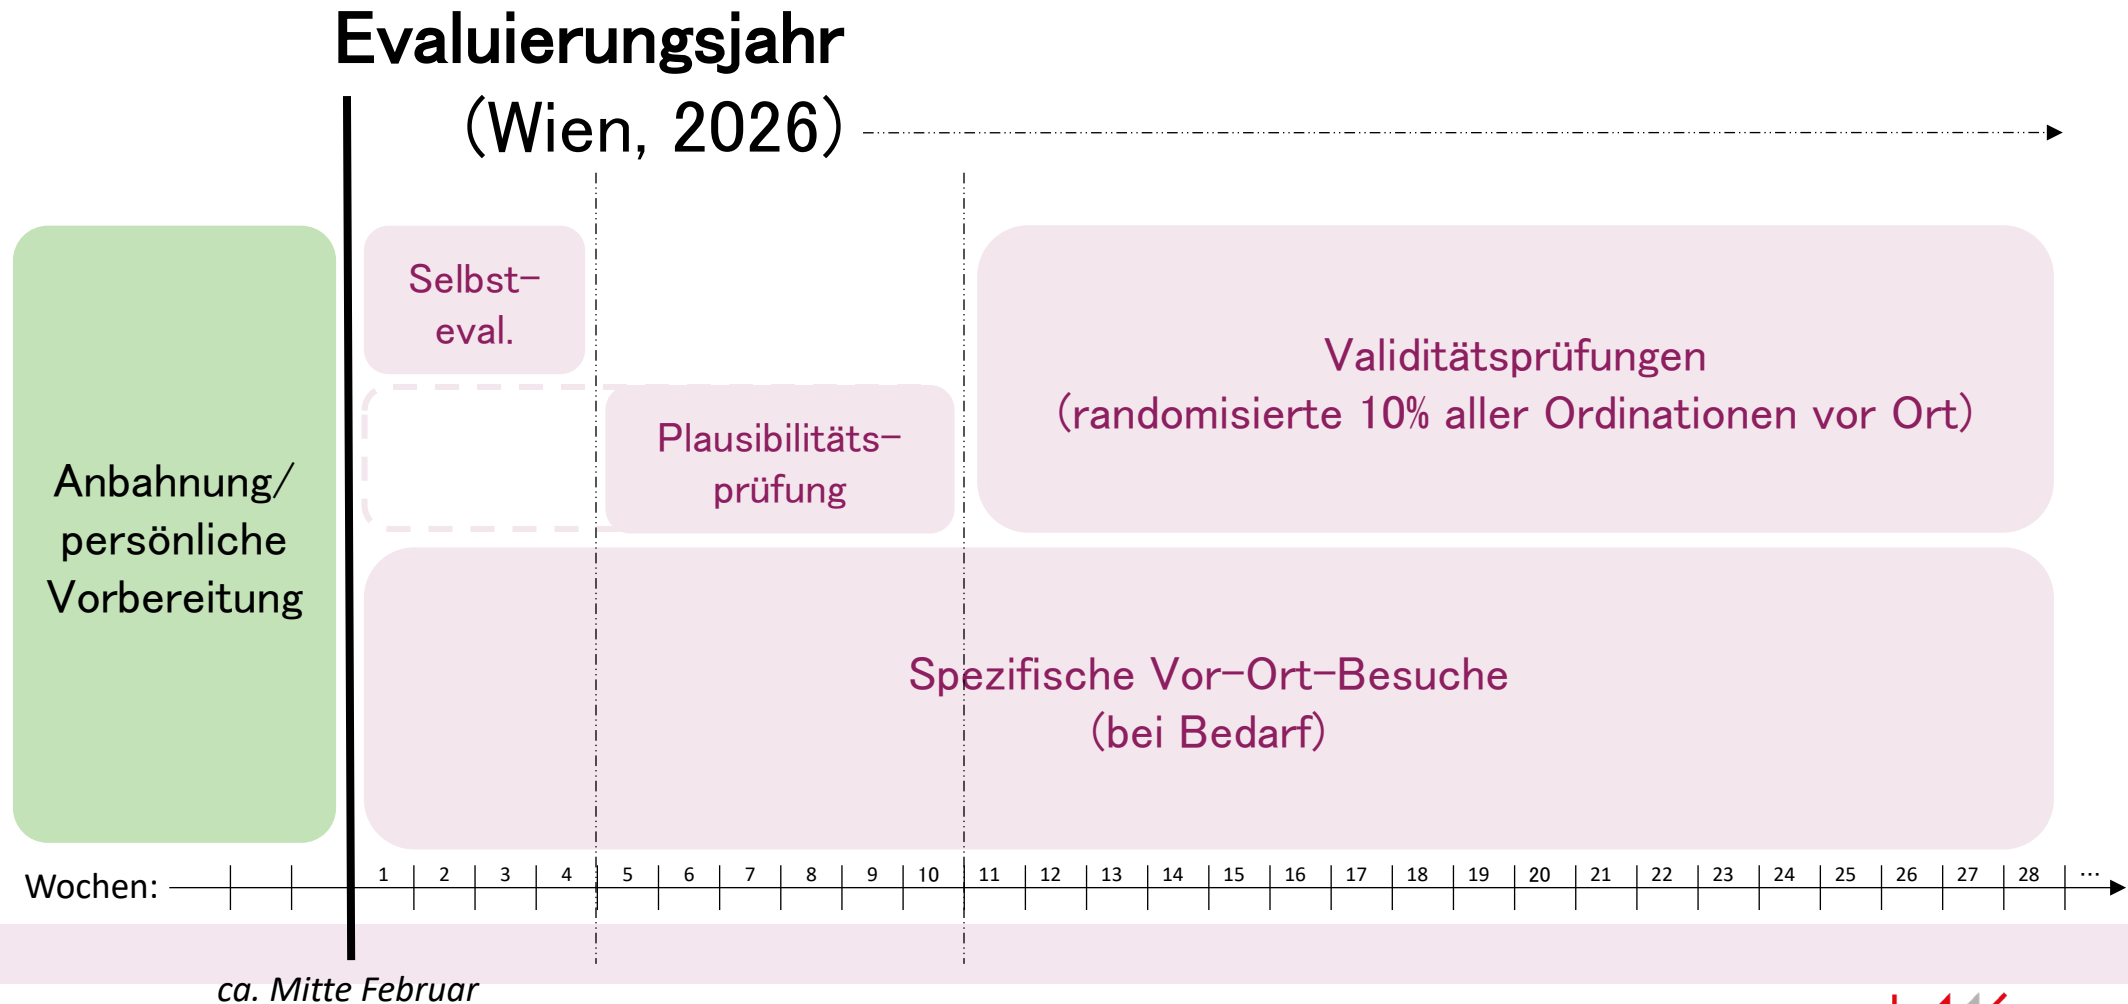 Evaluierungsjahr
(Wien, 2026)
Anbahnung/
persönliche
Vorbereitung
Selbst-
eval.
Plausibilitäts-
prüfung
Validitätsprüfungen
(randomisierte 10% aller Ordinationen vor Ort)
Spezifische Vor-Ort-Besuche
(bei Bedarf)
Wochen: 1 2 3 4 5 6 7 8 9 10 11 12 13 14 15 16 17 18 19 20 21 22 23 24 25 26 27 28 ...
ca. Mitte Februar